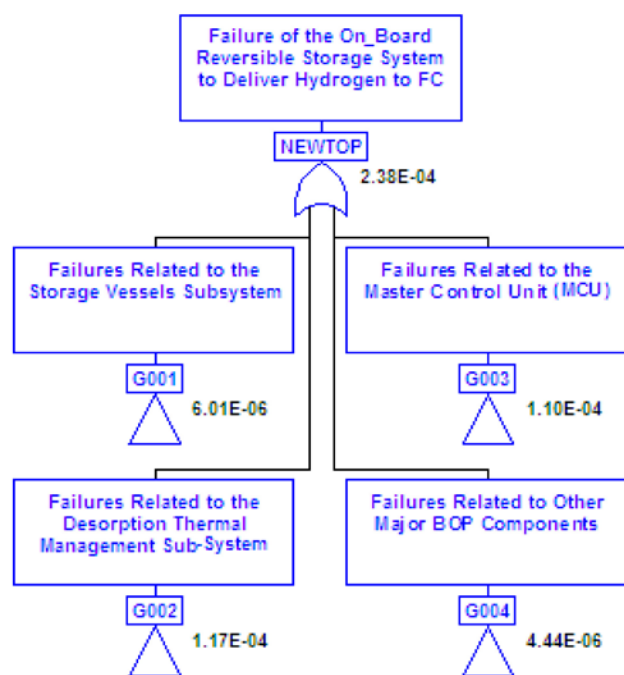 Failure of the On_Board
Reversible Storage System
to Deliver Hydrogen to FC
NEWTOP
2.38E-04
Failures Related to the
Storage Vessels Subsystem
G001
6.01E-06
Failures Related to the
Master Control Unit (MCU)
G003
1.10E-04
Failures Related to the
Desorption Thermal
Management Sub-System
G002
1.17E-04
Failures Related to Other
Major BOP Components
G004
4.44E-06